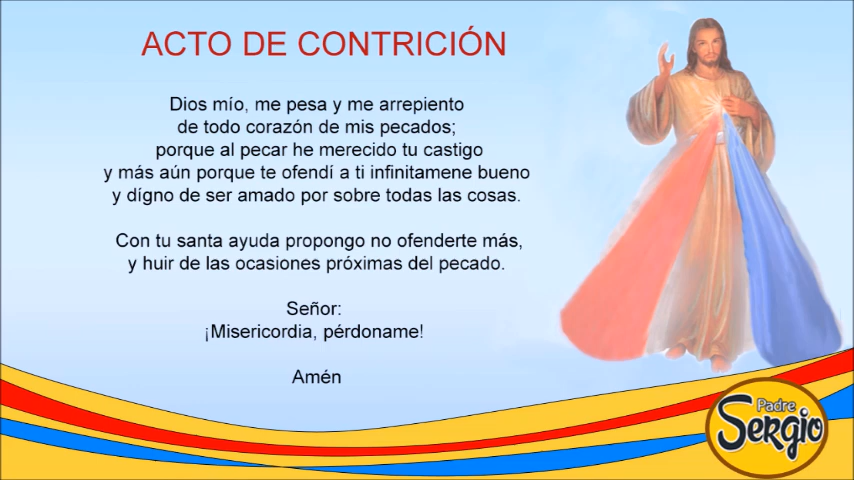 ACTO DE CONTRICIÓN
Dios mío, me pesa y me arrepiento
de todo corazón de mis pecados;
porque al pecar he merecido tu castigo
y más aún porque te ofendí a ti infinitamene bueno
y dígno de ser amado por sobre todas las cosas.
Con tu santa ayuda propongo no ofenderte más,
y huir de las ocasiones próximas del pecado.
Señor:
¡Misericordia, pérdoname!
Amén
Padre
Sergio